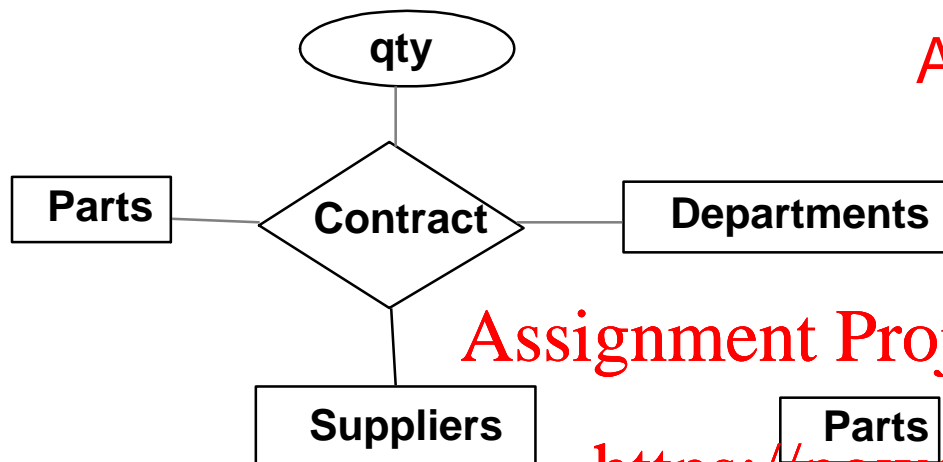 qty
A
Parts
Contract
Departments
Assignment Pro
Suppliers
Parts